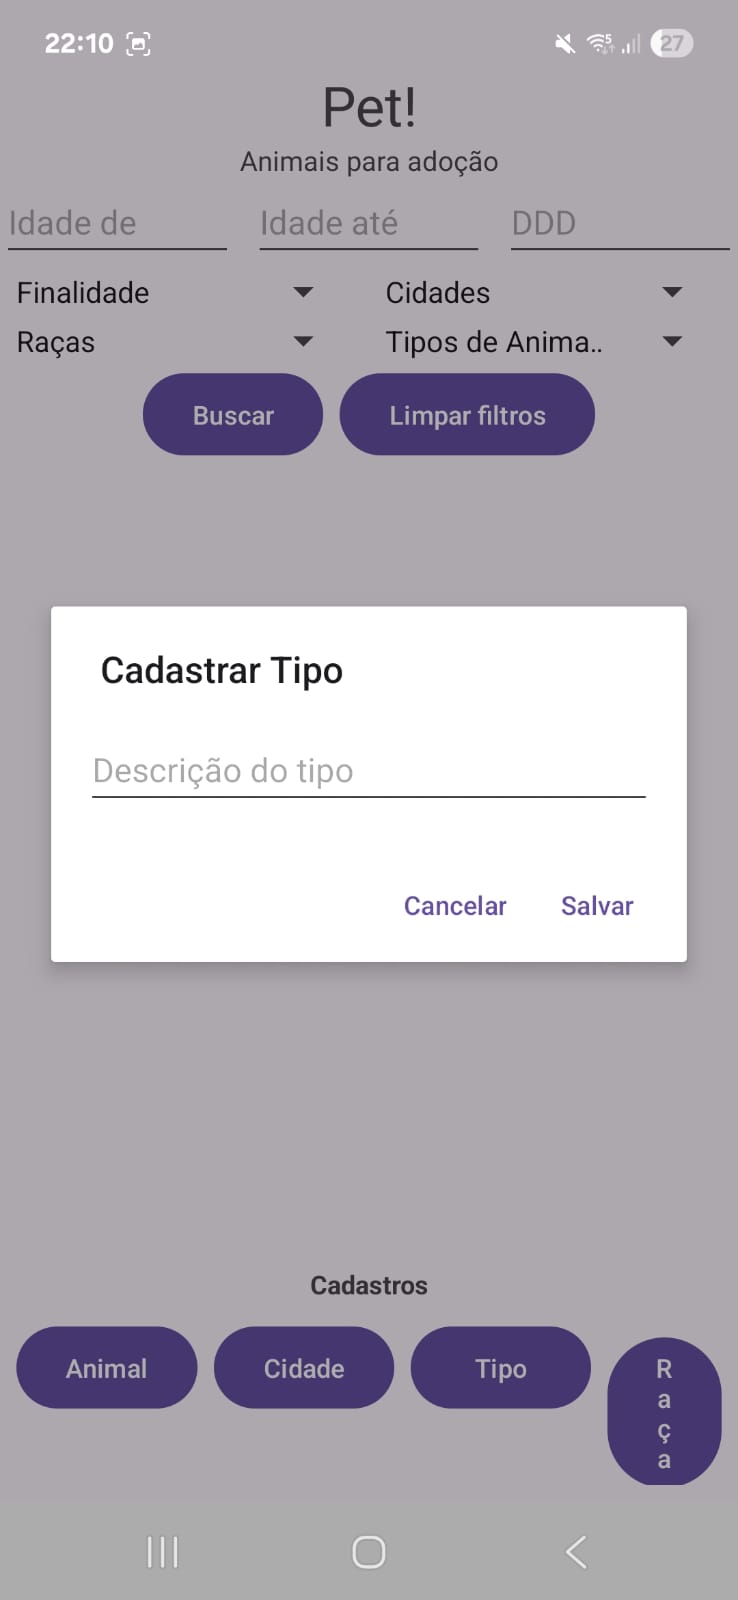 22:10
5
27
Pet!
Animais para adoção
Idade de
Idade até
DDD
Finalidade
Cidades
Raças
Tipos de Anima..
Buscar
Limpar filtros
Cadastrar Tipo
Descrição do tipo
Cancelar
Salvar
Cadastros
Animal
Cidade
Tipo
R
a
ç
a